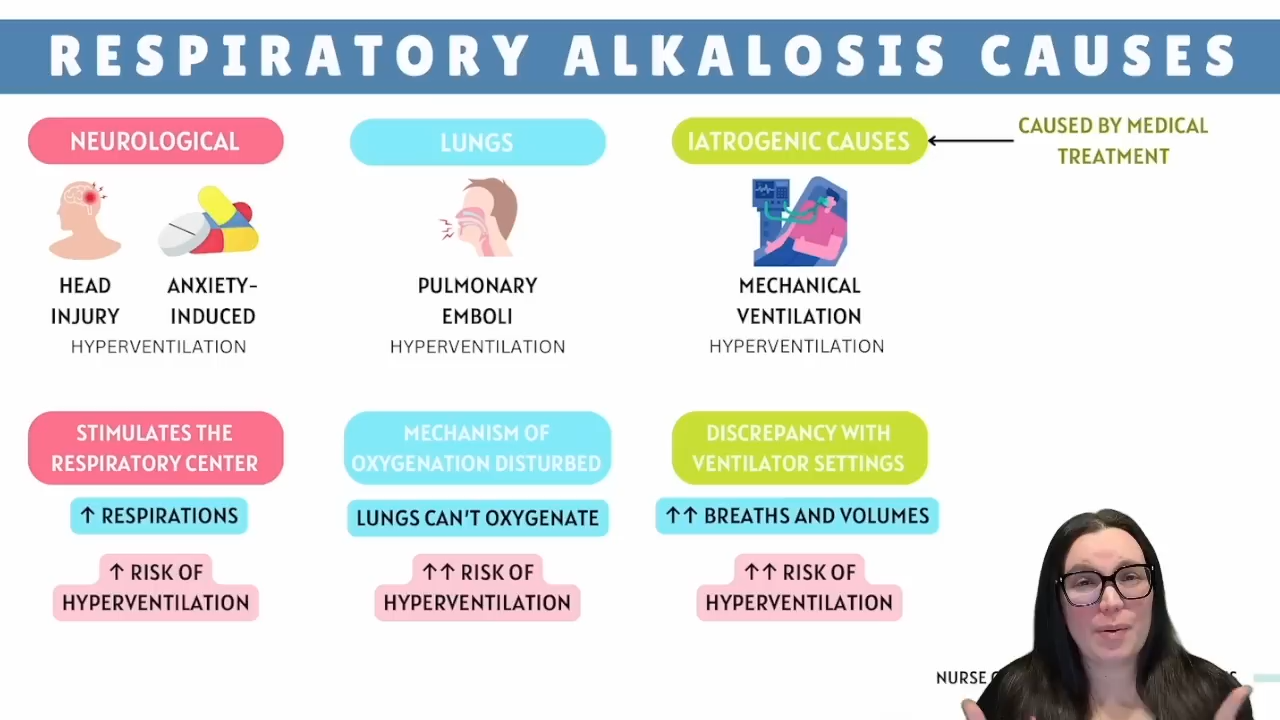 RESPIRATORY ALKALOSIS CAUSES
NEUROLOGICAL
LUNGS
IATROGENIC CAUSES
CAUSED BY MEDICAL
TREATMENT
HEAD
INJURY
ANXIETY-
INDUCED
HYPERVENTILATION
PULMONARY
EMBOLI
HYPERVENTILATION
MECHANICAL
VENTILATION
HYPERVENTILATION
STIMULATES THE
RESPIRATORY CENTER
↑ RESPIRATIONS
↑ RISK OF
HYPERVENTILATION
MECHANISM OF
OXYGENATION DISTURBED
LUNGS CAN'T OXYGENATE
↑↑ RISK OF
HYPERVENTILATION
DISCREPANCY WITH
VENTILATOR SETTINGS
↑↑ BREATHS AND VOLUMES
↑↑ RISK OF
HYPERVENTILATION
NURSE